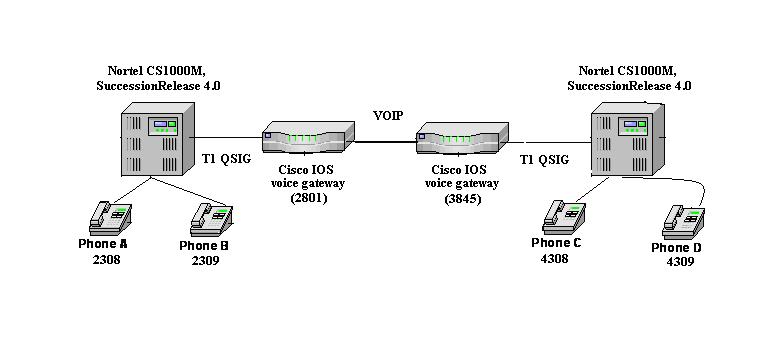 Nortel CS1000M,
SuccessionRelease 4.0
T1 QSIG
Cisco IOS
voice gateway
(2801)
VOIP
Cisco IOS
voice gateway
(3845)
T1 QSIG
Nortel CS1000M,
SuccessionRelease 4.0
Phone A
2308
Phone B
2309
Phone C
4308
Phone D
4309